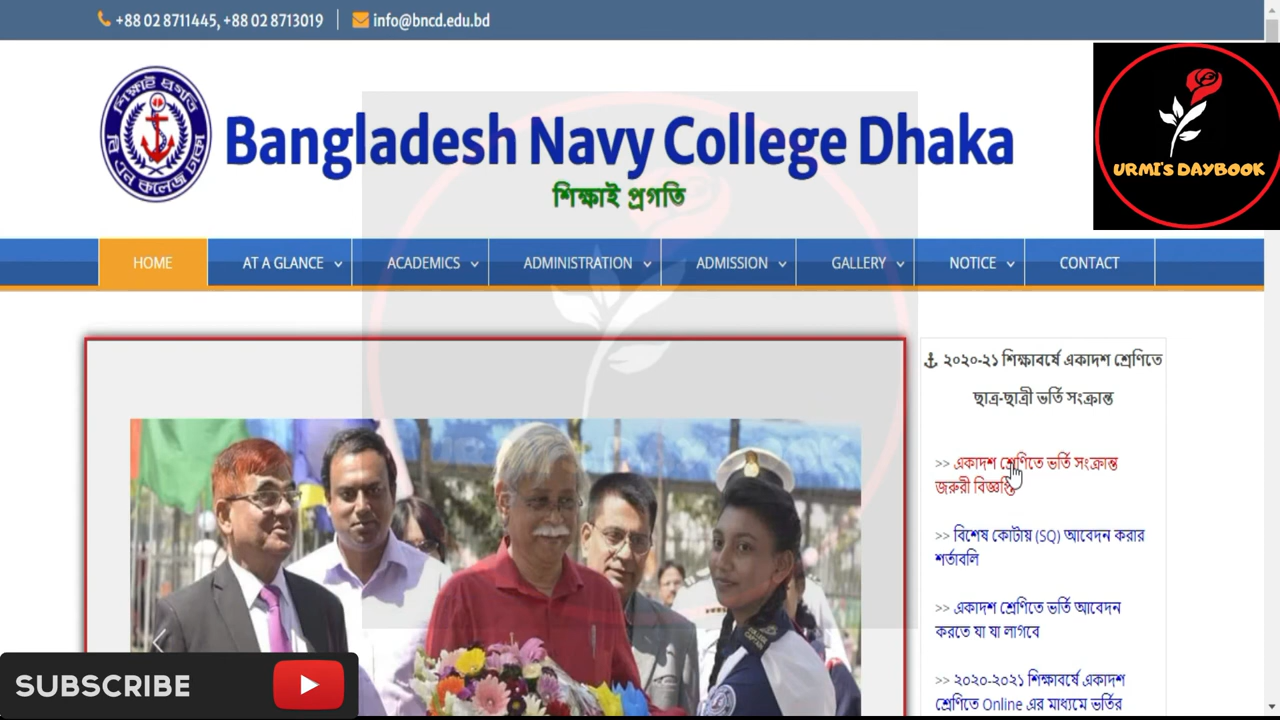 +88 02 8711445, +88 02 8713019
info@bncd.edu.bd
শিক্ষাই প্রগতি
বি এন কলেজ ঢাকা
Bangladesh Navy College Dhaka
শিক্ষাই প্রগতি
URMI'S DAYBOOK
HOME
AT A GLANCE
ACADEMICS
ADMINISTRATION
ADMISSION
GALLERY
NOTICE
CONTACT
২০২০-২১ শিক্ষাবর্ষে একাদশ শ্রেণিতে
ছাত্র-ছাত্রী ভর্তি সংক্রান্ত
>> একাদশ শ্রেণিতে ভর্তি সংক্রান্ত
জরুরী বিজ্ঞপ্তি
>> বিশেষ কোটায় (SQ) আবেদন করার
শর্তাবলি
>> একাদশ শ্রেণিতে ভর্তি আবেদন
করতে যা যা লাগবে
>> ২০২০-২০২১ শিক্ষাবর্ষে একাদশ
শ্রেণিতে Online এর মাধ্যমে ভর্তির
SUBSCRIBE